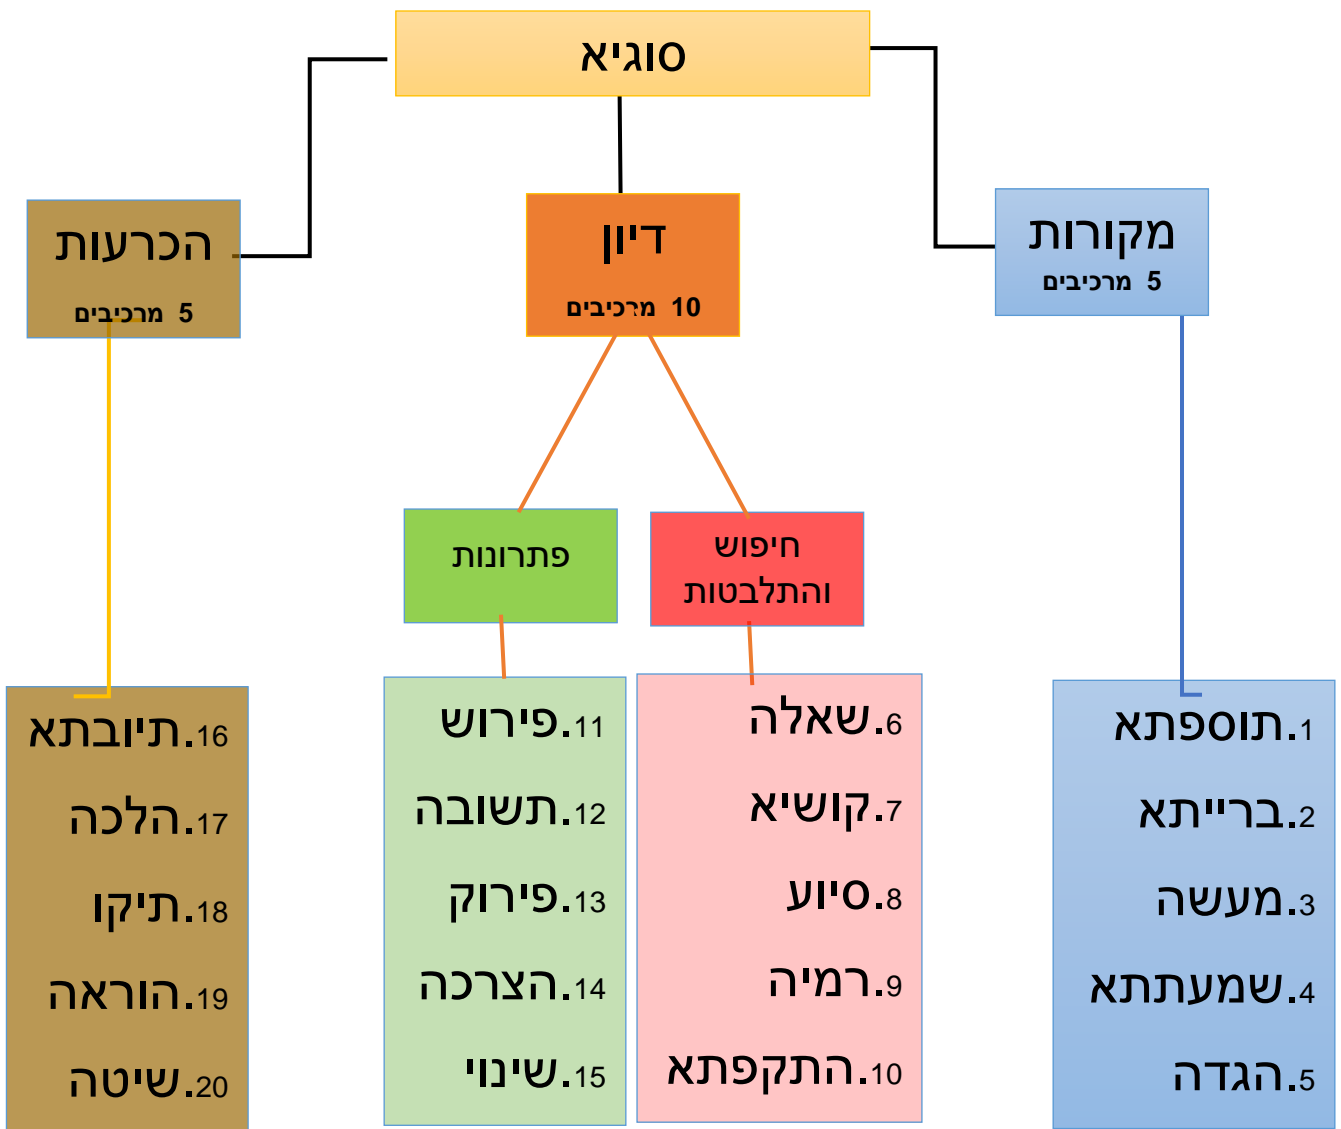 סוגיא
מקורות
5 מרכיבים
דיון
10 מרכיבים
הכרעות
5 מרכיבים
חיפוש
והתלבטות
פתרונות
1.תוספתא
2.ברייתא
3.מעשה
4.שמעתתא
5.הגדה
6.שאלה
7.קושיא
8.סיוע
9.רמיה
10.התקפתא
11.פירוש
12.תשובה
13.פירוק
14.הצרכה
15.שינוי
16.תיובתא
17.הלכה
18.תיקו
19.הוראה
20.שיטה